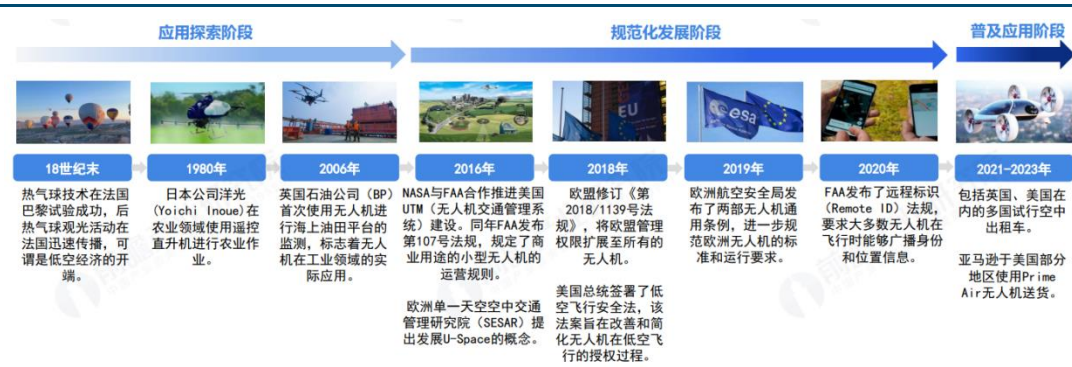 应用探索阶段
规范化发展阶段
普及应用阶段
EU
esa
18世纪末
热气球技术在法国
巴黎试验成功，后
热气球观光活动在
法国迅速传播，可
谓是低空经济的开
端。
1980年
日本公司洋光
(Yoichi Inoue)在
农业领域使用遥控
直升机进行农业作
业。
2006年
英国石油公司（BP）
首次使用无人机进
行海上油田平台的
监测，标志着无人
机在工业领域的实
际应用。
2016年
NASA与FAA合作推进美国
UTM（无人机交通管理系
统）建设。同年FAA发布
第107号法规，规定了商
业用途的小型无人机的
运营规则。
欧洲单一天空空中交通
管理研究院（SESAR）提
出发展U-Space的概念。
2018年
欧盟修订《第
2018/1139号法
规》，将欧盟管理
权限扩展至所有的
无人机。
美国总统签署了低
空飞行安全法，该
法案旨在改善和简
化无人机在低空飞
行的授权过程。
2019年
欧洲航空安全局发
布了两部无人机通
用条例，进一步规
范欧洲无人机的标
准和运行要求。
2020年
FAA发布了远程标识
（Remote ID）法规，
要求大多数无人机在
飞行时能够广播身份
和位置信息。
2021-2023年
包括英国、美国在
内的多国试行空中
出租车。
亚马逊于美国部分
地区使用Prime
Air无人机送货。